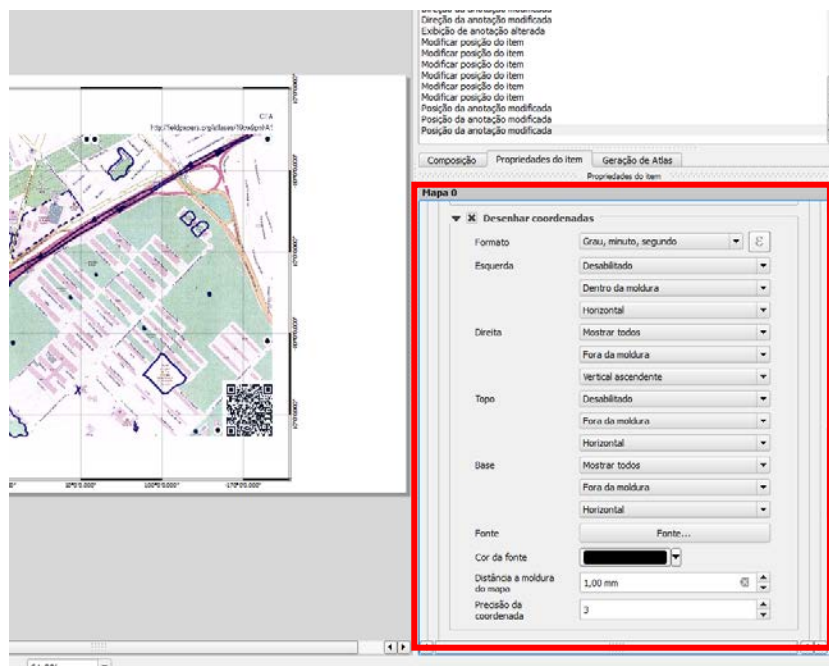 Direção da anotação modificada
Exibição de anotação alterada
Modificar posição do item
Modificar posição do item
Modificar posição do item
Modificar posição do item
Modificar posição do item
Modificar posição do item
Posição da anotação modificada
Posição da anotação modificada
Posição da anotação modificada
Composição Propriedades do item Geração de Atlas
Propriedades do item
Mapa 0
Desenhar coordenadas
Formato Grau, minuto, segundo ε
Esquerda Desabilitado
Dentro da moldura
Horizontal
Direita Mostrar todos
Fora da moldura
Vertical ascendente
Topo Desabilitado
Fora da moldura
Horizontal
Base Mostrar todos
Fora da moldura
Horizontal
Fonte Fonte...
Cor da fonte
Distância a moldura
do mapa 1,00 mm
Precisão da
coordenada 3